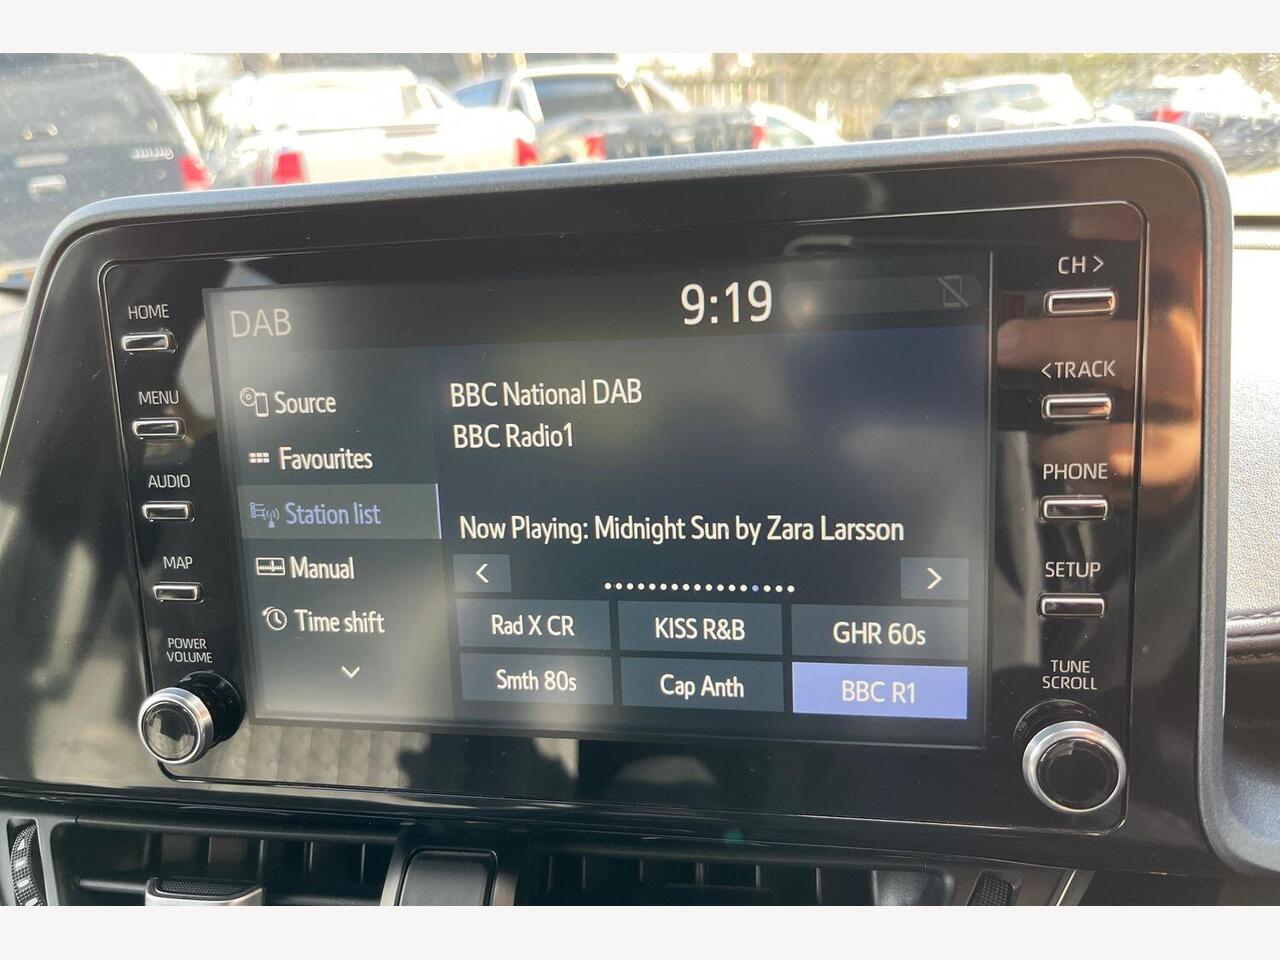 HOME
MENU
AUDIO
MAP
POWER
VOLUME
DAB
9:19
Source
Favourites
Station list
Manual
Time shift
BBC National DAB
BBC Radio1
Now Playing: Midnight Sun by Zara Larsson
<
>
Rad X CR
KISS R&B
GHR 60s
Smth 80s
Cap Anth
BBC R1
CH >
<TRACK
PHONE
SETUP
TUNE
SCROLL